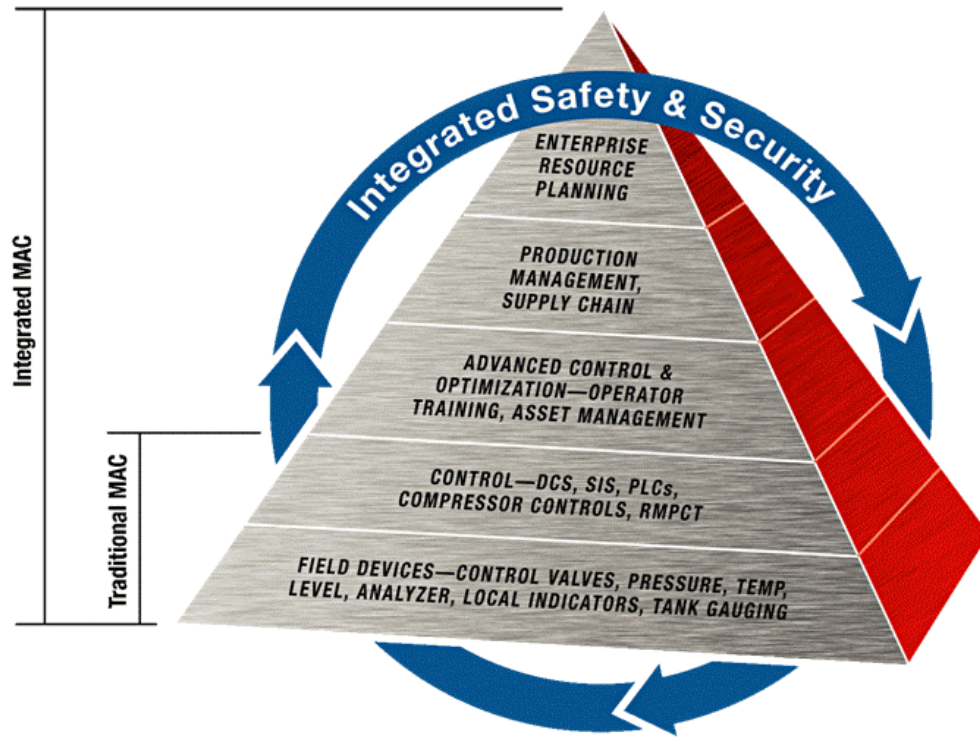 Integrated MAC
Traditional MAC
Integrated Safety & Security
ENTERPRISE
RESOURCE
PLANNING
PRODUCTION
MANAGEMENT,
SUPPLY CHAIN
ADVANCED CONTROL &
OPTIMIZATION—OPERATOR
TRAINING, ASSET MANAGEMENT
CONTROL—DCS, SIS, PLCs,
COMPRESSOR CONTROLS, RMPCT
FIELD DEVICES—CONTROL VALVES, PRESSURE, TEMP,
LEVEL, ANALYZER, LOCAL INDICATORS, TANK GAUGING